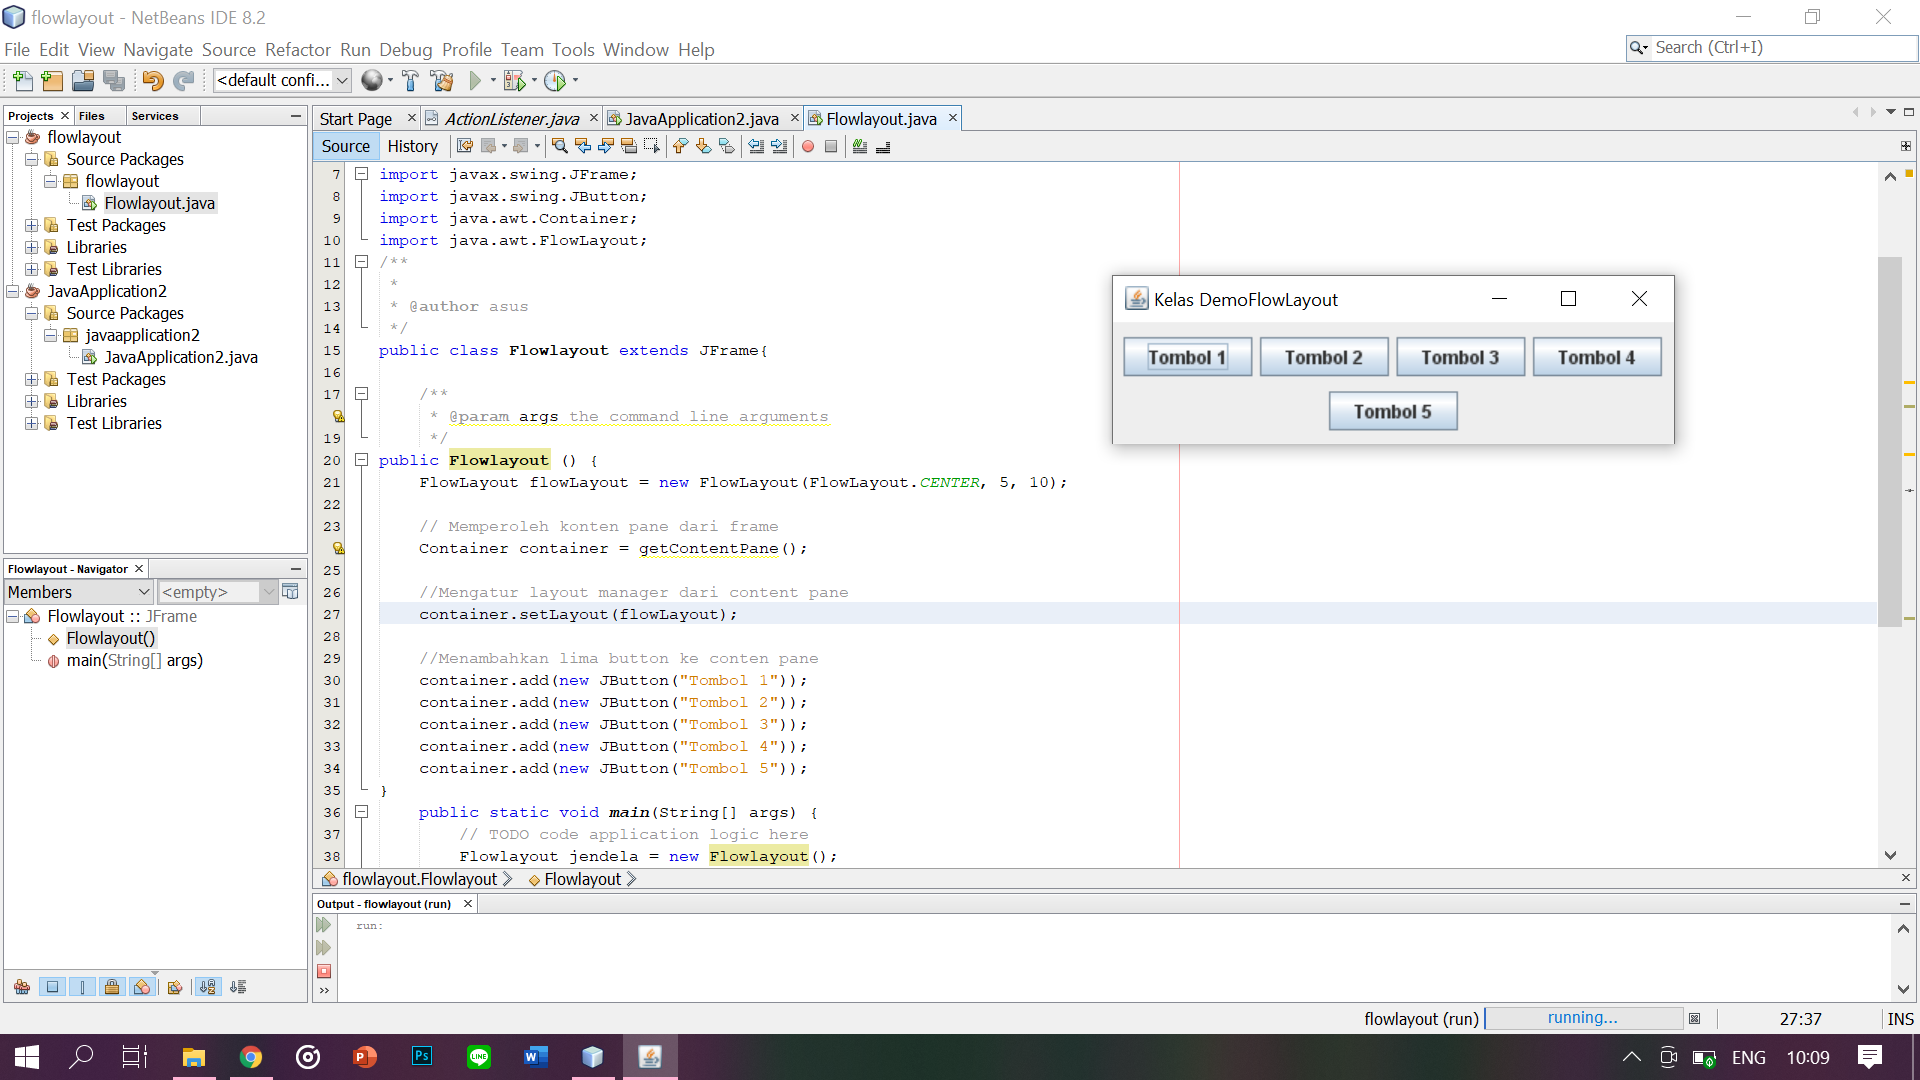 flowlayout - NetBeans IDE 8.2
File Edit View Navigate Source Refactor Run Debug Profile Team Tools Window Help
Search (Ctrl+I)
<default confi...
Projects Files Services
flowlayout
Source Packages
flowlayout
Flowlayout.java
Test Packages
Libraries
Test Libraries
JavaApplication2
Source Packages
javaapplication2
JavaApplication2.java
Test Packages
Libraries
Test Libraries
Flowlayout - Navigator
Members <empty>
Flowlayout :: JFrame
Flowlayout()
main(String[] args)
Start Page ActionListener.java JavaApplication2.java Flowlayout.java
Source History
7 import javax.swing.JFrame;
8 import javax.swing.JButton;
9 import java.awt.Container;
10 import java.awt.FlowLayout;
11 /**
12 *
13 * @author asus
14 */
15 public class Flowlayout extends JFrame{
16
17 /**
* @param args the command line arguments
19 */
20 public Flowlayout () {
21 FlowLayout flowLayout = new FlowLayout(FlowLayout.CENTER, 5, 10);
22
23 // Memperoleh konten pane dari frame
Container container = getContentPane();
25
26 //Mengatur layout manager dari content pane
27 container.setLayout(flowLayout);
28
29 //Menambahkan lima button ke conten pane
30 container.add(new JButton("Tombol 1"));
31 container.add(new JButton("Tombol 2"));
32 container.add(new JButton("Tombol 3"));
33 container.add(new JButton("Tombol 4"));
34 container.add(new JButton("Tombol 5"));
35 }
36 public static void main(String[] args) {
37 // TODO code application logic here
38 Flowlayout jendela = new Flowlayout();
Kelas DemoFlowLayout
Tombol 1 Tombol 2 Tombol 3 Tombol 4
Tombol 5
flowlayout.Flowlayout Flowlayout
Output - flowlayout (run)
run:
flowlayout (run) running... 27:37 INS
Ps LINE ENG 10:09